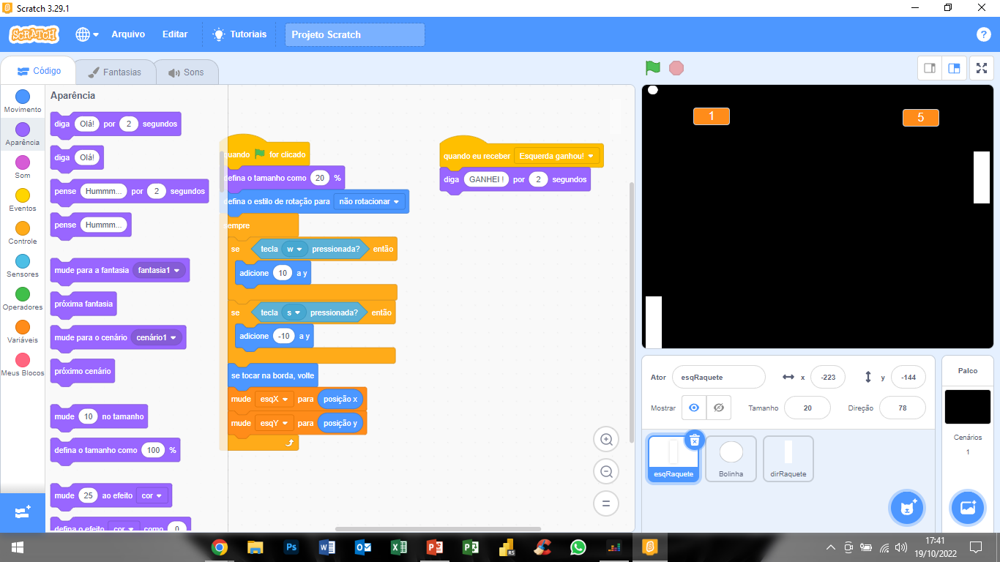 Scratch 3.29.1
SCRATCH Arquivo Editar Tutoriais Projeto Scratch ?
Código Fantasias Sons
Movimento
Aparência
Som
Eventos
Controle
Sensores
Operadores
Variáveis
Meus Blocos
Aparência
diga Olá! por 2 segundos
diga Olá!
pense Hummm... por 2 segundos
pense Hummm...
mude para a fantasia fantasia1
próxima fantasia
mude para o cenário cenário1
próximo cenário
mude 10 no tamanho
defina o tamanho como 100 %
mude 25 ao efeito cor
defina o efeito cor como 0
quando for clicado
defina o tamanho como 20 %
defina o estilo de rotação para não rotacionar
sempre
se tecla w pressionada? então
adicione 10 a y
se tecla s pressionada? então
adicione -10 a y
se tocar na borda, volte
mude esqX para posição x
mude esqY para posição y
quando eu receber Esquerda ganhou!
diga GANHEI ! por 2 segundos
1
5
Ator esqRaquete x -223 y -144
Mostrar Tamanho 20 Direção 78
esqRaquete Bolinha dirRaquete
Palco
Cenários
1
17:41
19/10/2022